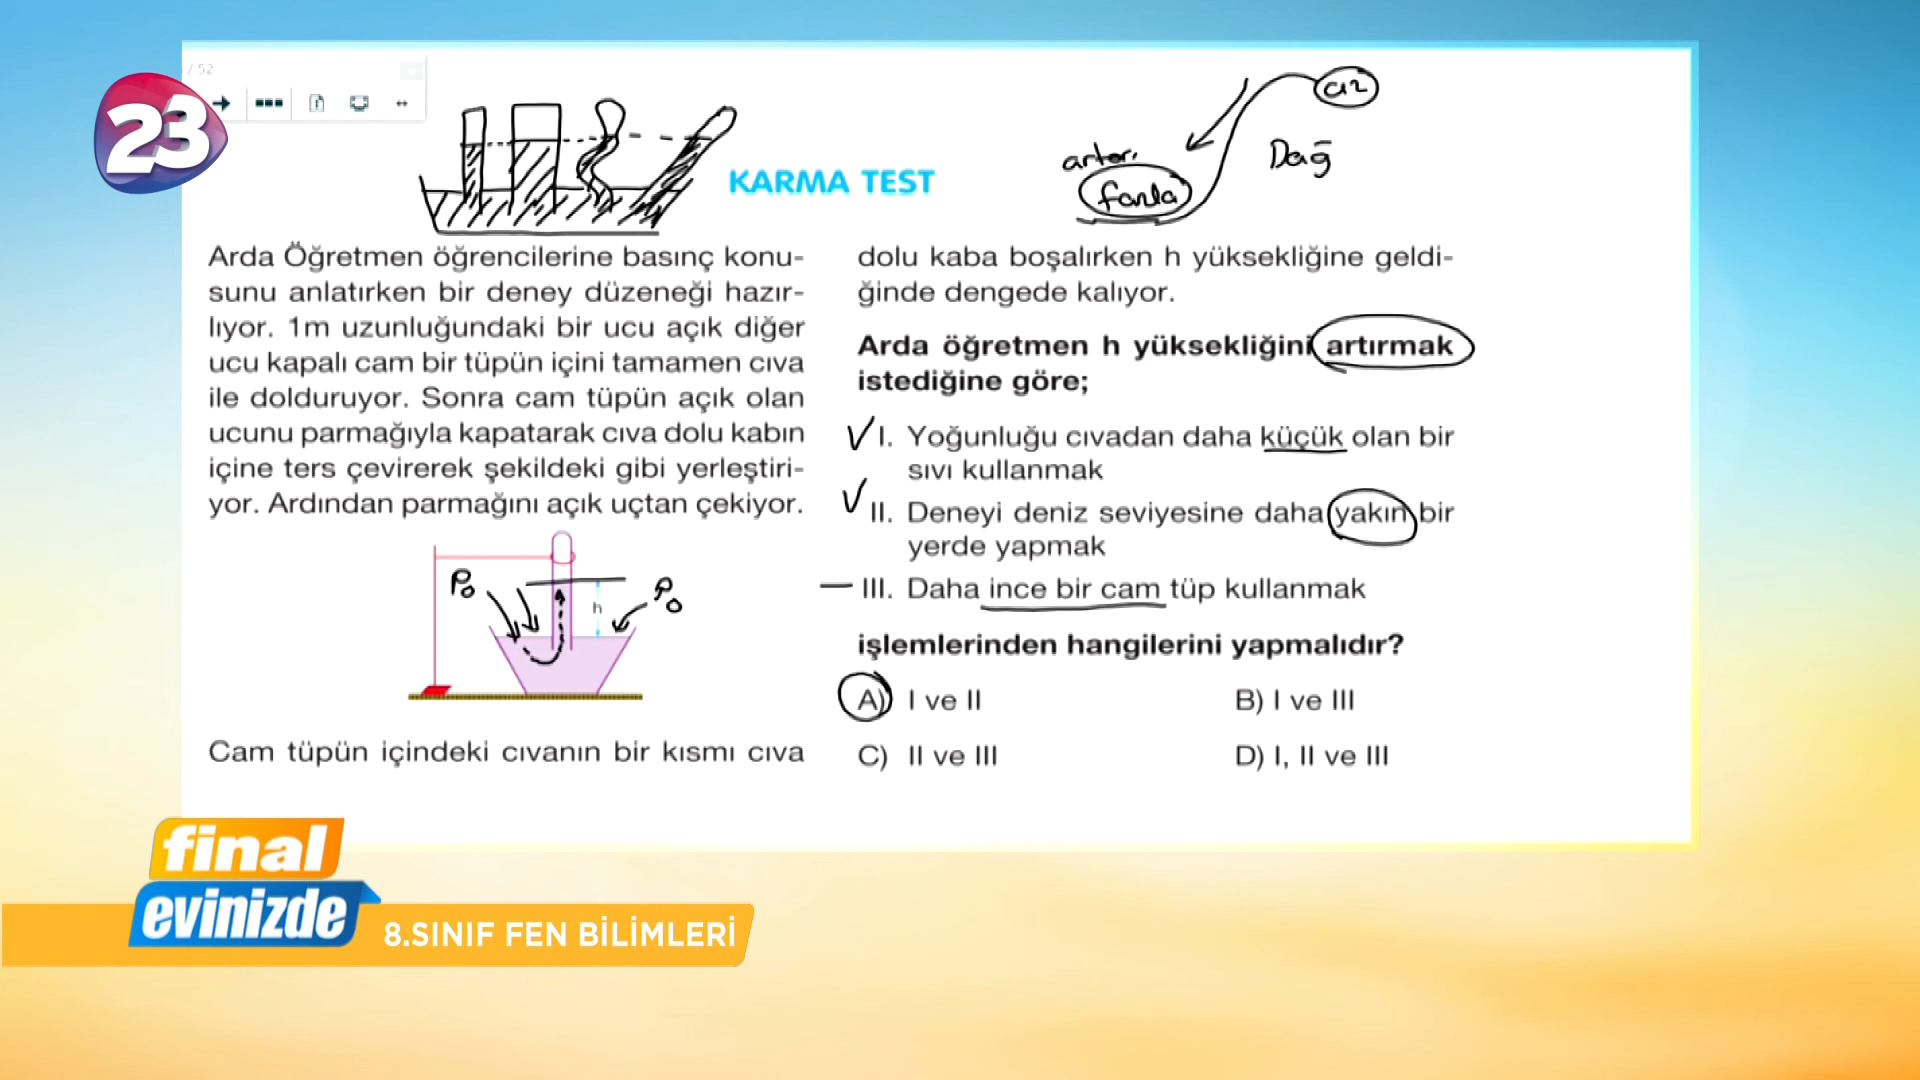 / 52
23
KARMA TEST
az
Dağ
artar.
fazla
Arda Öğretmen öğrencilerine basınç konu-
sunu anlatırken bir deney düzeneği hazır-
lıyor. 1m uzunluğundaki bir ucu açık diğer
ucu kapalı cam bir tüpün içini tamamen cıva
ile dolduruyor. Sonra cam tüpün açık olan
ucunu parmağıyla kapatarak cıva dolu kabın
içine ters çevirerek şekildeki gibi yerleştiri-
yor. Ardından parmağını açık uçtan çekiyor.
P₀
h
P₀
Cam tüpün içindeki cıvanın bir kısmı cıva
dolu kaba boşalırken h yüksekliğine geldi-
ğinde dengede kalıyor.
Arda öğretmen h yüksekliğini artırmak
istediğine göre;
I. Yoğunluğu cıvadan daha küçük olan bir
sıvı kullanmak
II. Deneyi deniz seviyesine daha yakın bir
yerde yapmak
III. Daha ince bir cam tüp kullanmak
işlemlerinden hangilerini yapmalıdır?
A) I ve II
B) I ve III
C) II ve III
D) I, II ve III
final
evinizde
8.SINIF FEN BİLİMLERİ